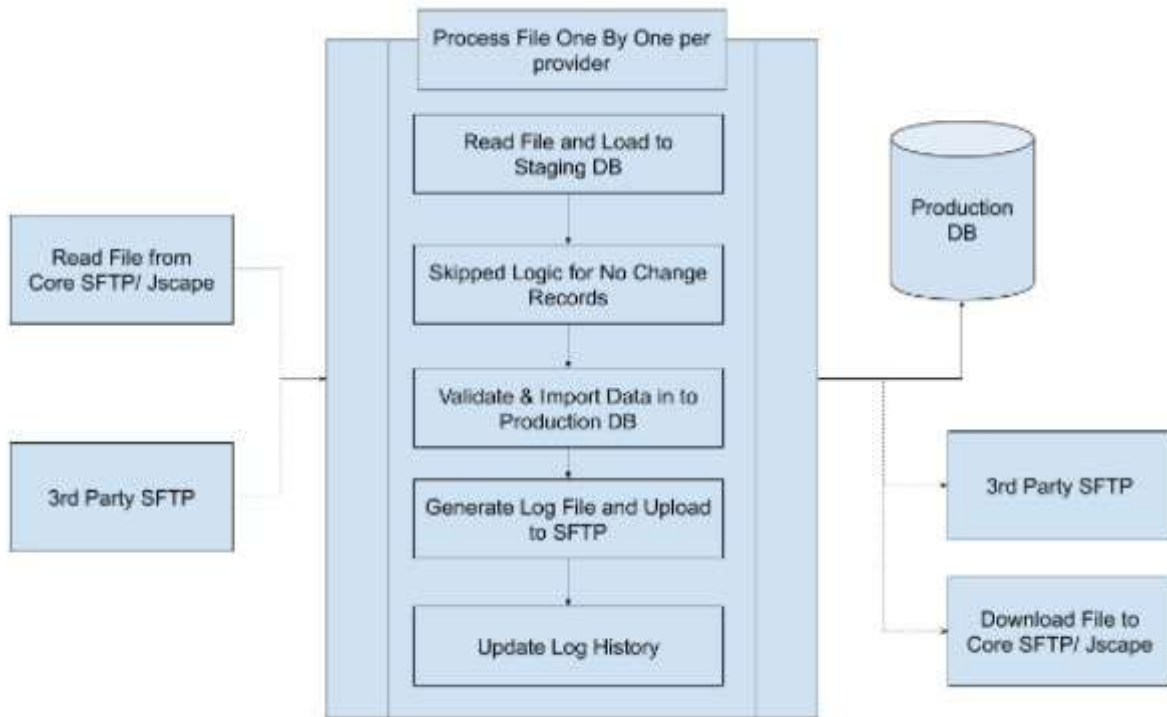 Process File One By One per
provider
Read File and Load to
Staging DB
Skipped Logic for No Change
Records
Validate & Import Data in to
Production DB
Generate Log File and Upload
to SFTP
Update Log History
Read File from
Core SFTP/ Jscape
3rd Party SFTP
Production
DB
3rd Party SFTP
Download File to
Core SFTP/ Jscape